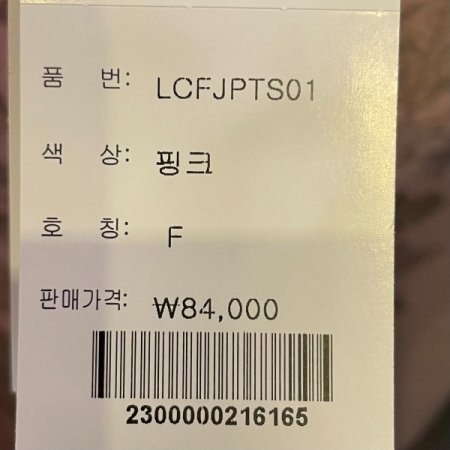 품 번: LCFJPTS01
색 상: 핑크
호 칭: F
판매가격: ₩84,000
2300000216165